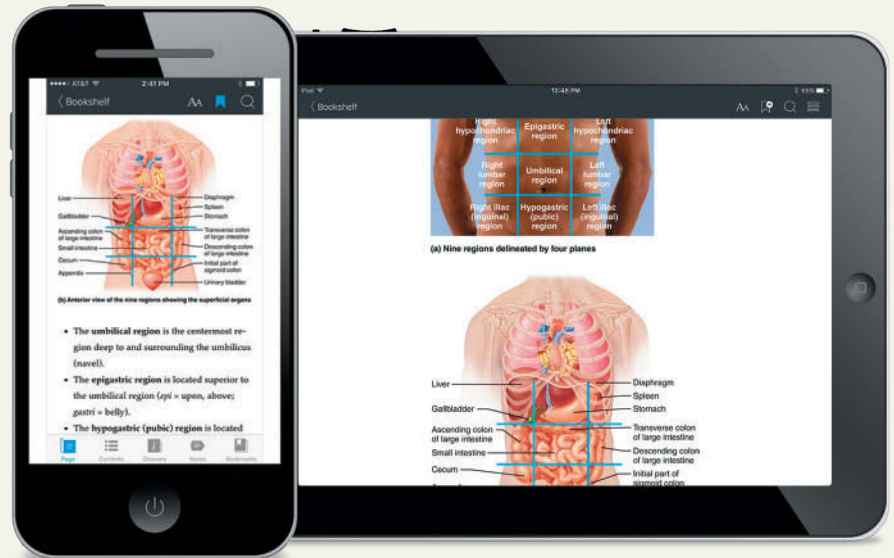 AT&T
2:41 PM
Bookshelf
AA
Liver
Gallbladder
Ascending colon
of large intestine
Small intestine
Cecum
Appendix
Diaphragm
Spleen
Stomach
Transverse colon
of large intestine
Descending colon
of large intestine
Initial part of
sigmoid colon
Urinary bladder
(b) Anterior view of the nine regions showing the superficial organs
• The umbilical region is the centermost re-
gion deep to and surrounding the umbilicus
(navel).
• The epigastric region is located superior to
the umbilical region (epi = upon, above;
gastri = belly).
• The hypogastric (pubic) region is located
Page
Contents
Glossary
Notes
Bookmarks
iPad
12:46 PM
Bookshelf
AA
Right
hypochondriac
region
Epigastric
region
Left
hypochondriac
region
Right
lumbar
region
Umbilical
region
Left
lumbar
region
Right iliac
(inguinal)
region
Hypogastric
(pubic)
region
Left iliac
(inguinal)
region
(a) Nine regions delineated by four planes
Liver
Gallbladder
Ascending colon
of large intestine
Small intestine
Cecum
Diaphragm
Spleen
Stomach
Transverse colon
of large intestine
Descending colon
of large intestine
Initial part of
sigmoid colon